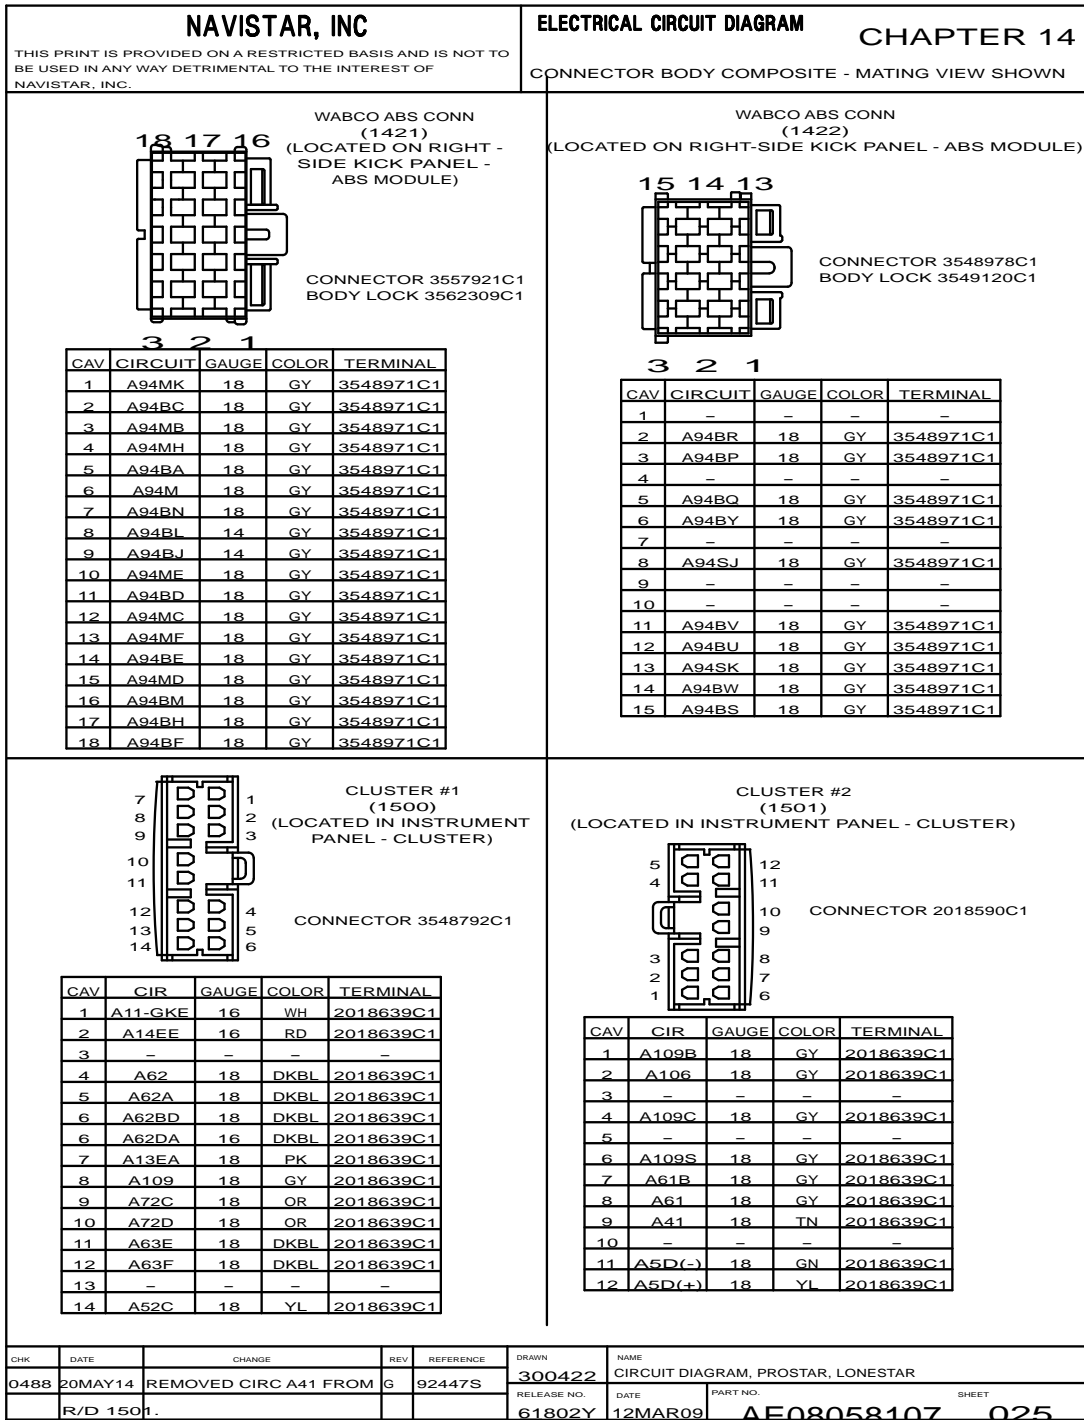 NAVISTAR, INC
THIS PRINT IS PROVIDED ON A RESTRICTED BASIS AND IS NOT TO
BE USED IN ANY WAY DETRIMENTAL TO THE INTEREST OF
NAVISTAR, INC.
ELECTRICAL CIRCUIT DIAGRAM
CHAPTER 14
CONNECTOR BODY COMPOSITE - MATING VIEW SHOWN
WABCO ABS CONN
(1421)
(LOCATED ON RIGHT -
SIDE KICK PANEL -
ABS MODULE)
18 17 16
CONNECTOR 3557921C1
BODY LOCK 3562309C1
3 2 1
CAV CIRCUIT GAUGE COLOR TERMINAL
1 A94MK 18 GY 3548971C1
2 A94BC 18 GY 3548971C1
3 A94MB 18 GY 3548971C1
4 A94MH 18 GY 3548971C1
5 A94BA 18 GY 3548971C1
6 A94M 18 GY 3548971C1
7 A94BN 18 GY 3548971C1
8 A94BL 14 GY 3548971C1
9 A94BJ 14 GY 3548971C1
10 A94ME 18 GY 3548971C1
11 A94BD 18 GY 3548971C1
12 A94MC 18 GY 3548971C1
13 A94MF 18 GY 3548971C1
14 A94BE 18 GY 3548971C1
15 A94MD 18 GY 3548971C1
16 A94BM 18 GY 3548971C1
17 A94BH 18 GY 3548971C1
18 A94BF 18 GY 3548971C1
WABCO ABS CONN
(1422)
(LOCATED ON RIGHT-SIDE KICK PANEL - ABS MODULE)
15 14 13
CONNECTOR 3548978C1
BODY LOCK 3549120C1
3 2 1
CAV CIRCUIT GAUGE COLOR TERMINAL
1 – – – –
2 A94BR 18 GY 3548971C1
3 A94BP 18 GY 3548971C1
4 – – – –
5 A94BQ 18 GY 3548971C1
6 A94BY 18 GY 3548971C1
7 – – – –
8 A94SJ 18 GY 3548971C1
9 – – – –
10 – – – –
11 A94BV 18 GY 3548971C1
12 A94BU 18 GY 3548971C1
13 A94SK 18 GY 3548971C1
14 A94BW 18 GY 3548971C1
15 A94BS 18 GY 3548971C1
CLUSTER #1
(1500)
(LOCATED IN INSTRUMENT
PANEL - CLUSTER)
7 1
8 2
9 3
10
11
12 4
13 5
14 6
CONNECTOR 3548792C1
CAV CIR GAUGE COLOR TERMINAL
1 A11-GKE 16 WH 2018639C1
2 A14EE 16 RD 2018639C1
3 – – – –
4 A62 18 DKBL 2018639C1
5 A62A 18 DKBL 2018639C1
6 A62BD 18 DKBL 2018639C1
6 A62DA 16 DKBL 2018639C1
7 A13EA 18 PK 2018639C1
8 A109 18 GY 2018639C1
9 A72C 18 OR 2018639C1
10 A72D 18 OR 2018639C1
11 A63E 18 DKBL 2018639C1
12 A63F 18 DKBL 2018639C1
13 – – – –
14 A52C 18 YL 2018639C1
CLUSTER #2
(1501)
(LOCATED IN INSTRUMENT PANEL - CLUSTER)
5 12
4 11
10
9
3 8
2 7
1 6
CONNECTOR 2018590C1
CAV CIR GAUGE COLOR TERMINAL
1 A109B 18 GY 2018639C1
2 A106 18 GY 2018639C1
3 – – – –
4 A109C 18 GY 2018639C1
5 – – – –
6 A109S 18 GY 2018639C1
7 A61B 18 GY 2018639C1
8 A61 18 GY 2018639C1
9 A41 18 TN 2018639C1
10 – – – –
11 A5D(-) 18 GN 2018639C1
12 A5D(+) 18 YL 2018639C1
CHK DATE CHANGE REV REFERENCE
0488 20MAY14 REMOVED CIRC A41 FROM G 92447S
R/D 1501.
DRAWN NAME
300422 CIRCUIT DIAGRAM, PROSTAR, LONESTAR
RELEASE NO. DATE PART NO. SHEET
61802Y 12MAR09 AE08058107 025